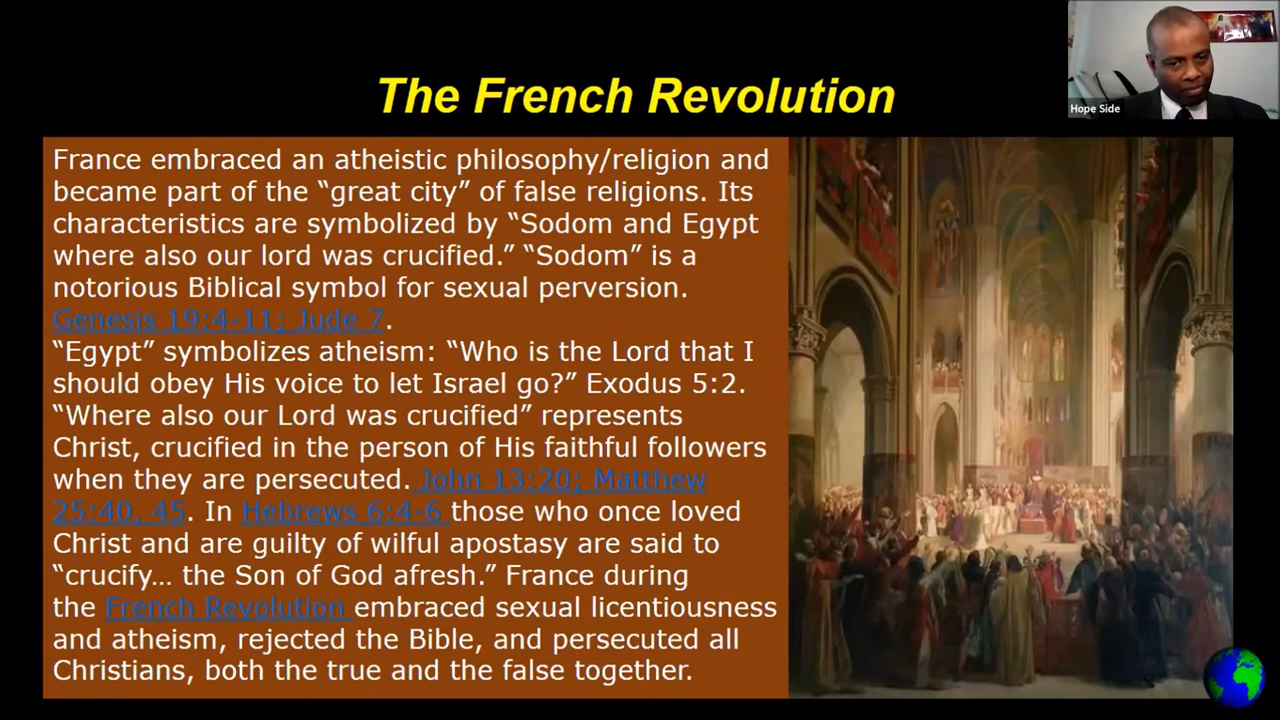 The French Revolution
Hope Side
France embraced an atheistic philosophy/religion and
became part of the “great city” of false religions. Its
characteristics are symbolized by “Sodom and Egypt
where also our lord was crucified.” “Sodom” is a
notorious Biblical symbol for sexual perversion.
Genesis 19:4-11; Jude 7.
“Egypt” symbolizes atheism: “Who is the Lord that I
should obey His voice to let Israel go?” Exodus 5:2.
“Where also our Lord was crucified” represents
Christ, crucified in the person of His faithful followers
when they are persecuted. John 13:20; Matthew
25:40, 45. In Hebrews 6:4-6 those who once loved
Christ and are guilty of wilful apostasy are said to
“crucify… the Son of God afresh.” France during
the French Revolution embraced sexual licentiousness
and atheism, rejected the Bible, and persecuted all
Christians, both the true and the false together.